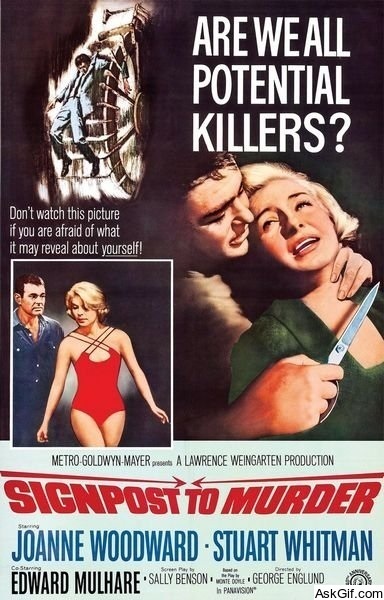 ARE WE ALL
POTENTIAL
KILLERS?
Don't watch this picture
if you are afraid of what
it may reveal about yourself!
METRO-GOLDWYN-MAYER presents A LAWRENCE WEINGARTEN PRODUCTION
SIGNPOST TO MURDER
Starring
JOANNE WOODWARD · STUART WHITMAN
Co-Starring
EDWARD MULHARE · Screen Play by SALLY BENSON · Based on the Play by MONTE DOYLE · Directed by GEORGE ENGLUND
In PANAVISION
AskGif.com